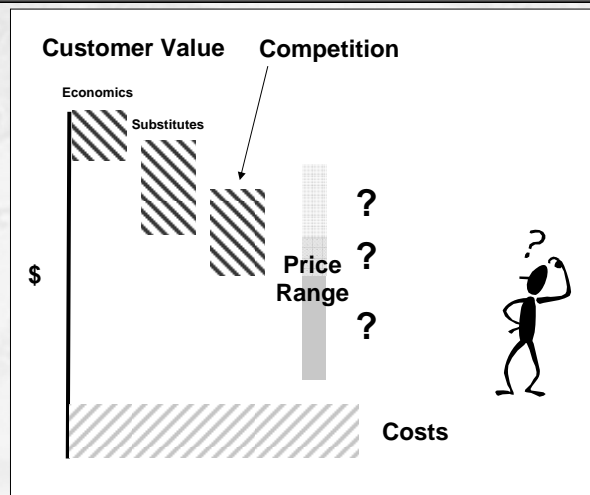 Customer Value
Competition
Economics
Substitutes
?
?
Price
Range
$
?
Costs
?